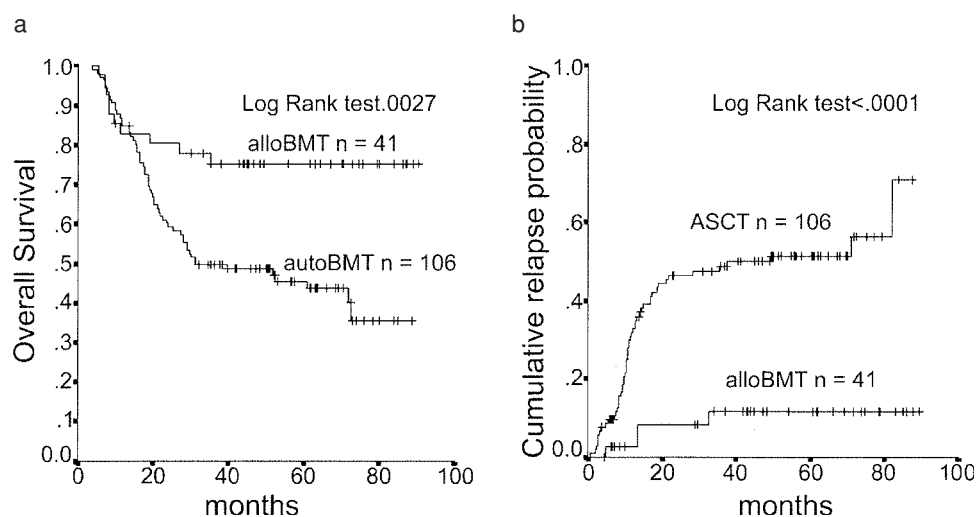 a
Overall Survival
1.0
.9
.8
.7
.6
.5
.4
.3
.2
.1
0.0
Log Rank test.0027
alloBMT n = 41
autoBMT n = 106
0 20 40 60 80 100
months
b
Cumulative relapse probability
1.0
.8
.6
.4
.2
0.0
Log Rank test<.0001
ASCT n = 106
alloBMT n = 41
0 20 40 60 80 100
months